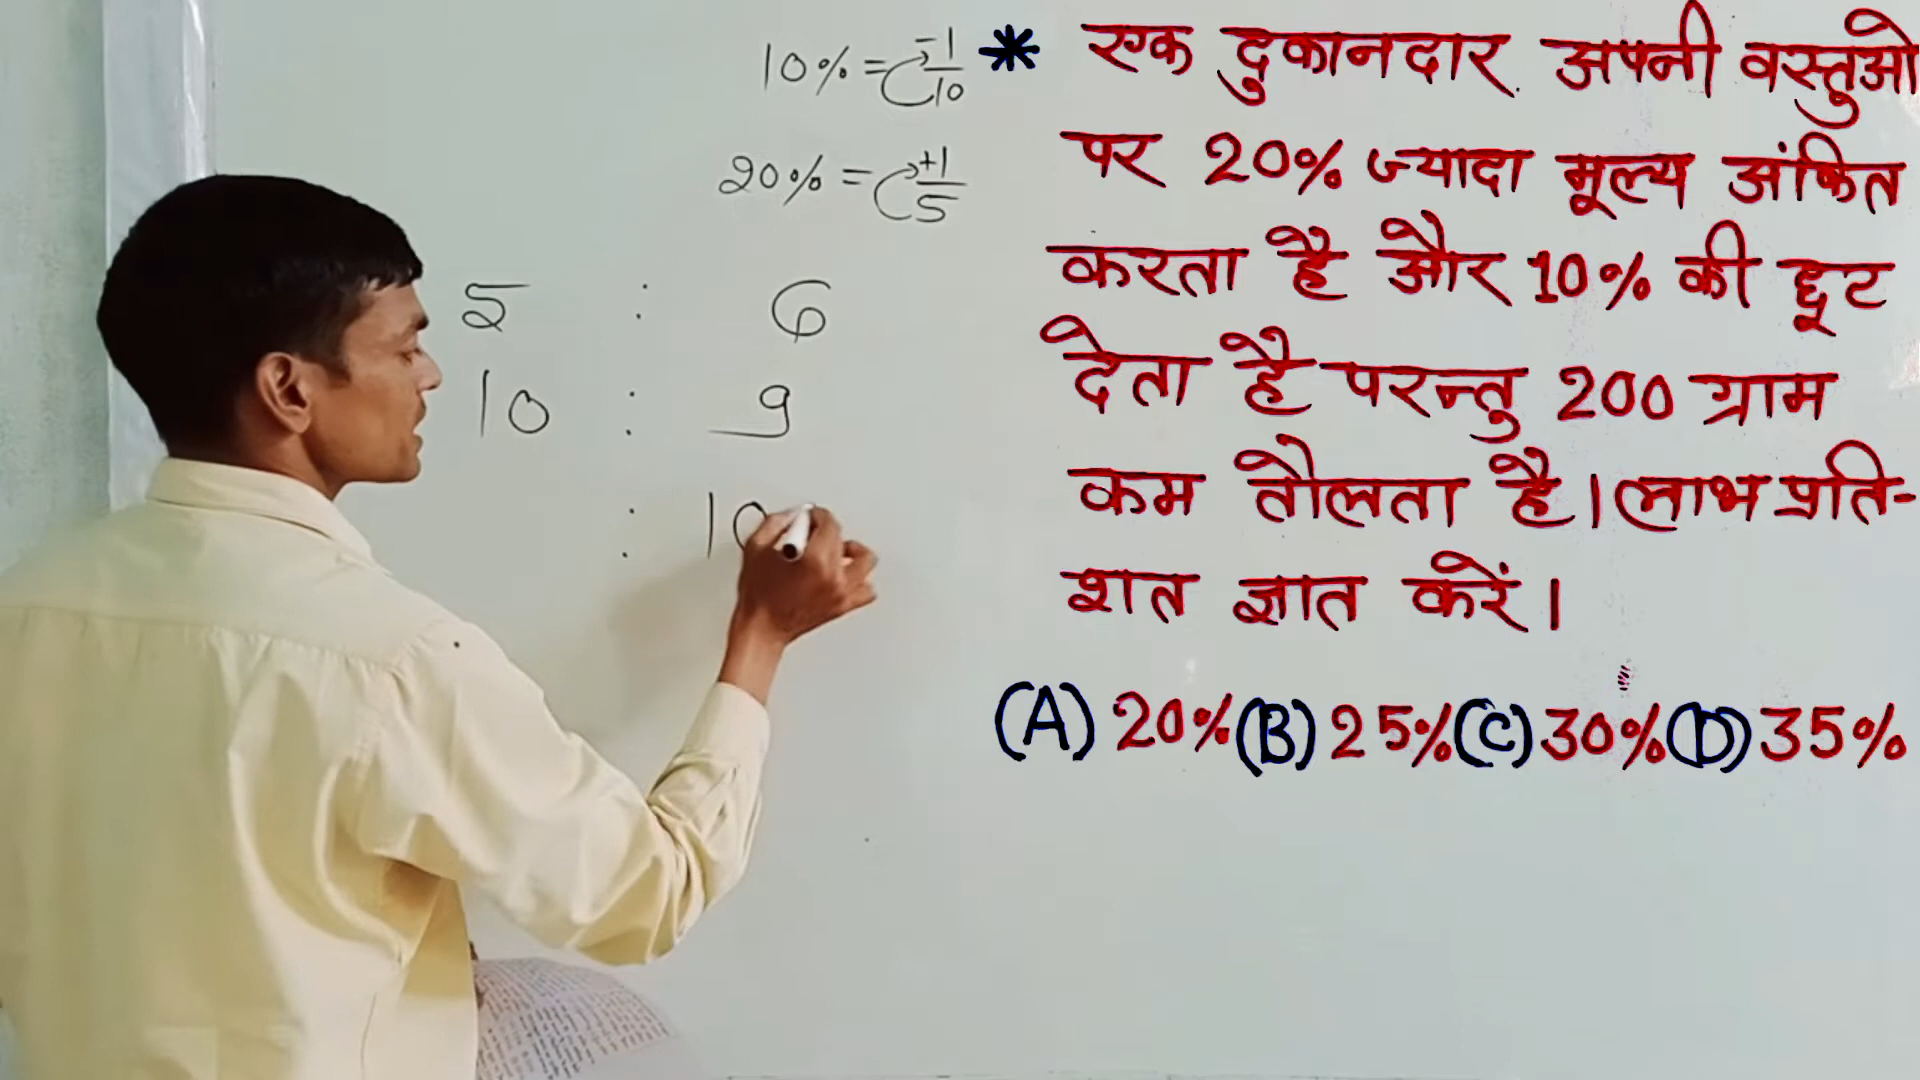 10% = -1/10
20% = +1/5
5 : 6
10 : 9
: 10
* एक दुकानदार अपनी वस्तुओ
पर 20% ज्यादा मूल्य अंकित
करता है और 10% की छूट
देता है परन्तु 200 ग्राम
कम तौलता है। लाभ प्रति-
शत ज्ञात करें।
(A) 20% (B) 25% (C) 30% (D) 35%